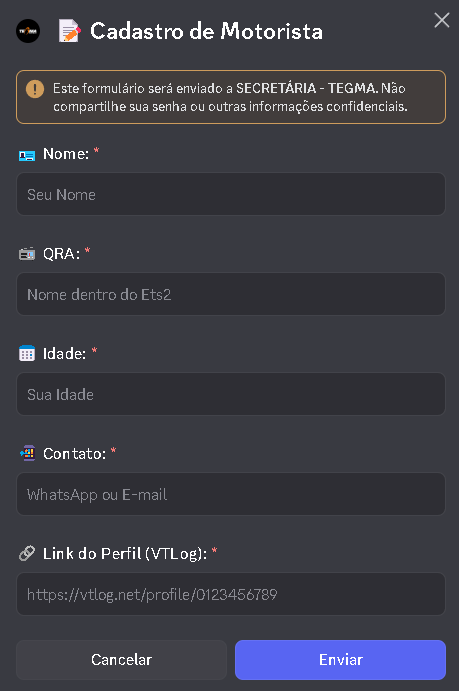 Cadastro de Motorista
Este formulário será enviado a SECRETÁRIA - TEGMA. Não
compartilhe sua senha ou outras informações confidenciais.
Nome: *
Seu Nome
QRA: *
Nome dentro do Ets2
Idade: *
Sua Idade
Contato: *
WhatsApp ou E-mail
Link do Perfil (VTLog): *
https://vtlog.net/profile/0123456789
Cancelar
Enviar